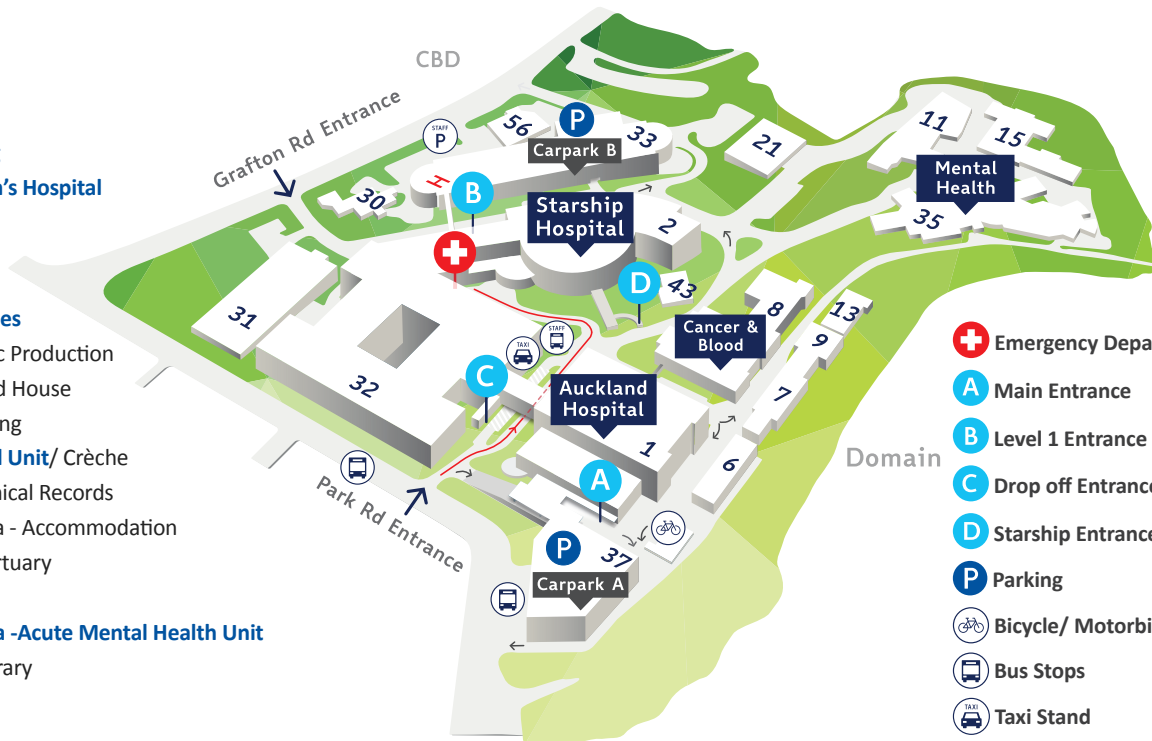 a's Hospital
es
c Production
d House
ng
l Unit/ Crèche
nical Records
a - Accommodation
rtuary
a -Acute Mental Health Unit
rary
CBD
Grafton Rd Entrance
STAFF
P
56
P
33
Carpark B
21
11
15
Mental
Health
35
30
H
B
Starship
Hospital
2
D
43
31
32
TAXI
STAFF
C
Auckland
Hospital
1
Cancer &
Blood
8
13
9
7
6
Domain
Park Rd Entrance
A
P
37
Carpark A
Emergency Depa
A Main Entrance
B Level 1 Entrance
C Drop off Entrance
D Starship Entrance
P Parking
Bicycle/ Motorbi
Bus Stops
TAXI
Taxi Stand